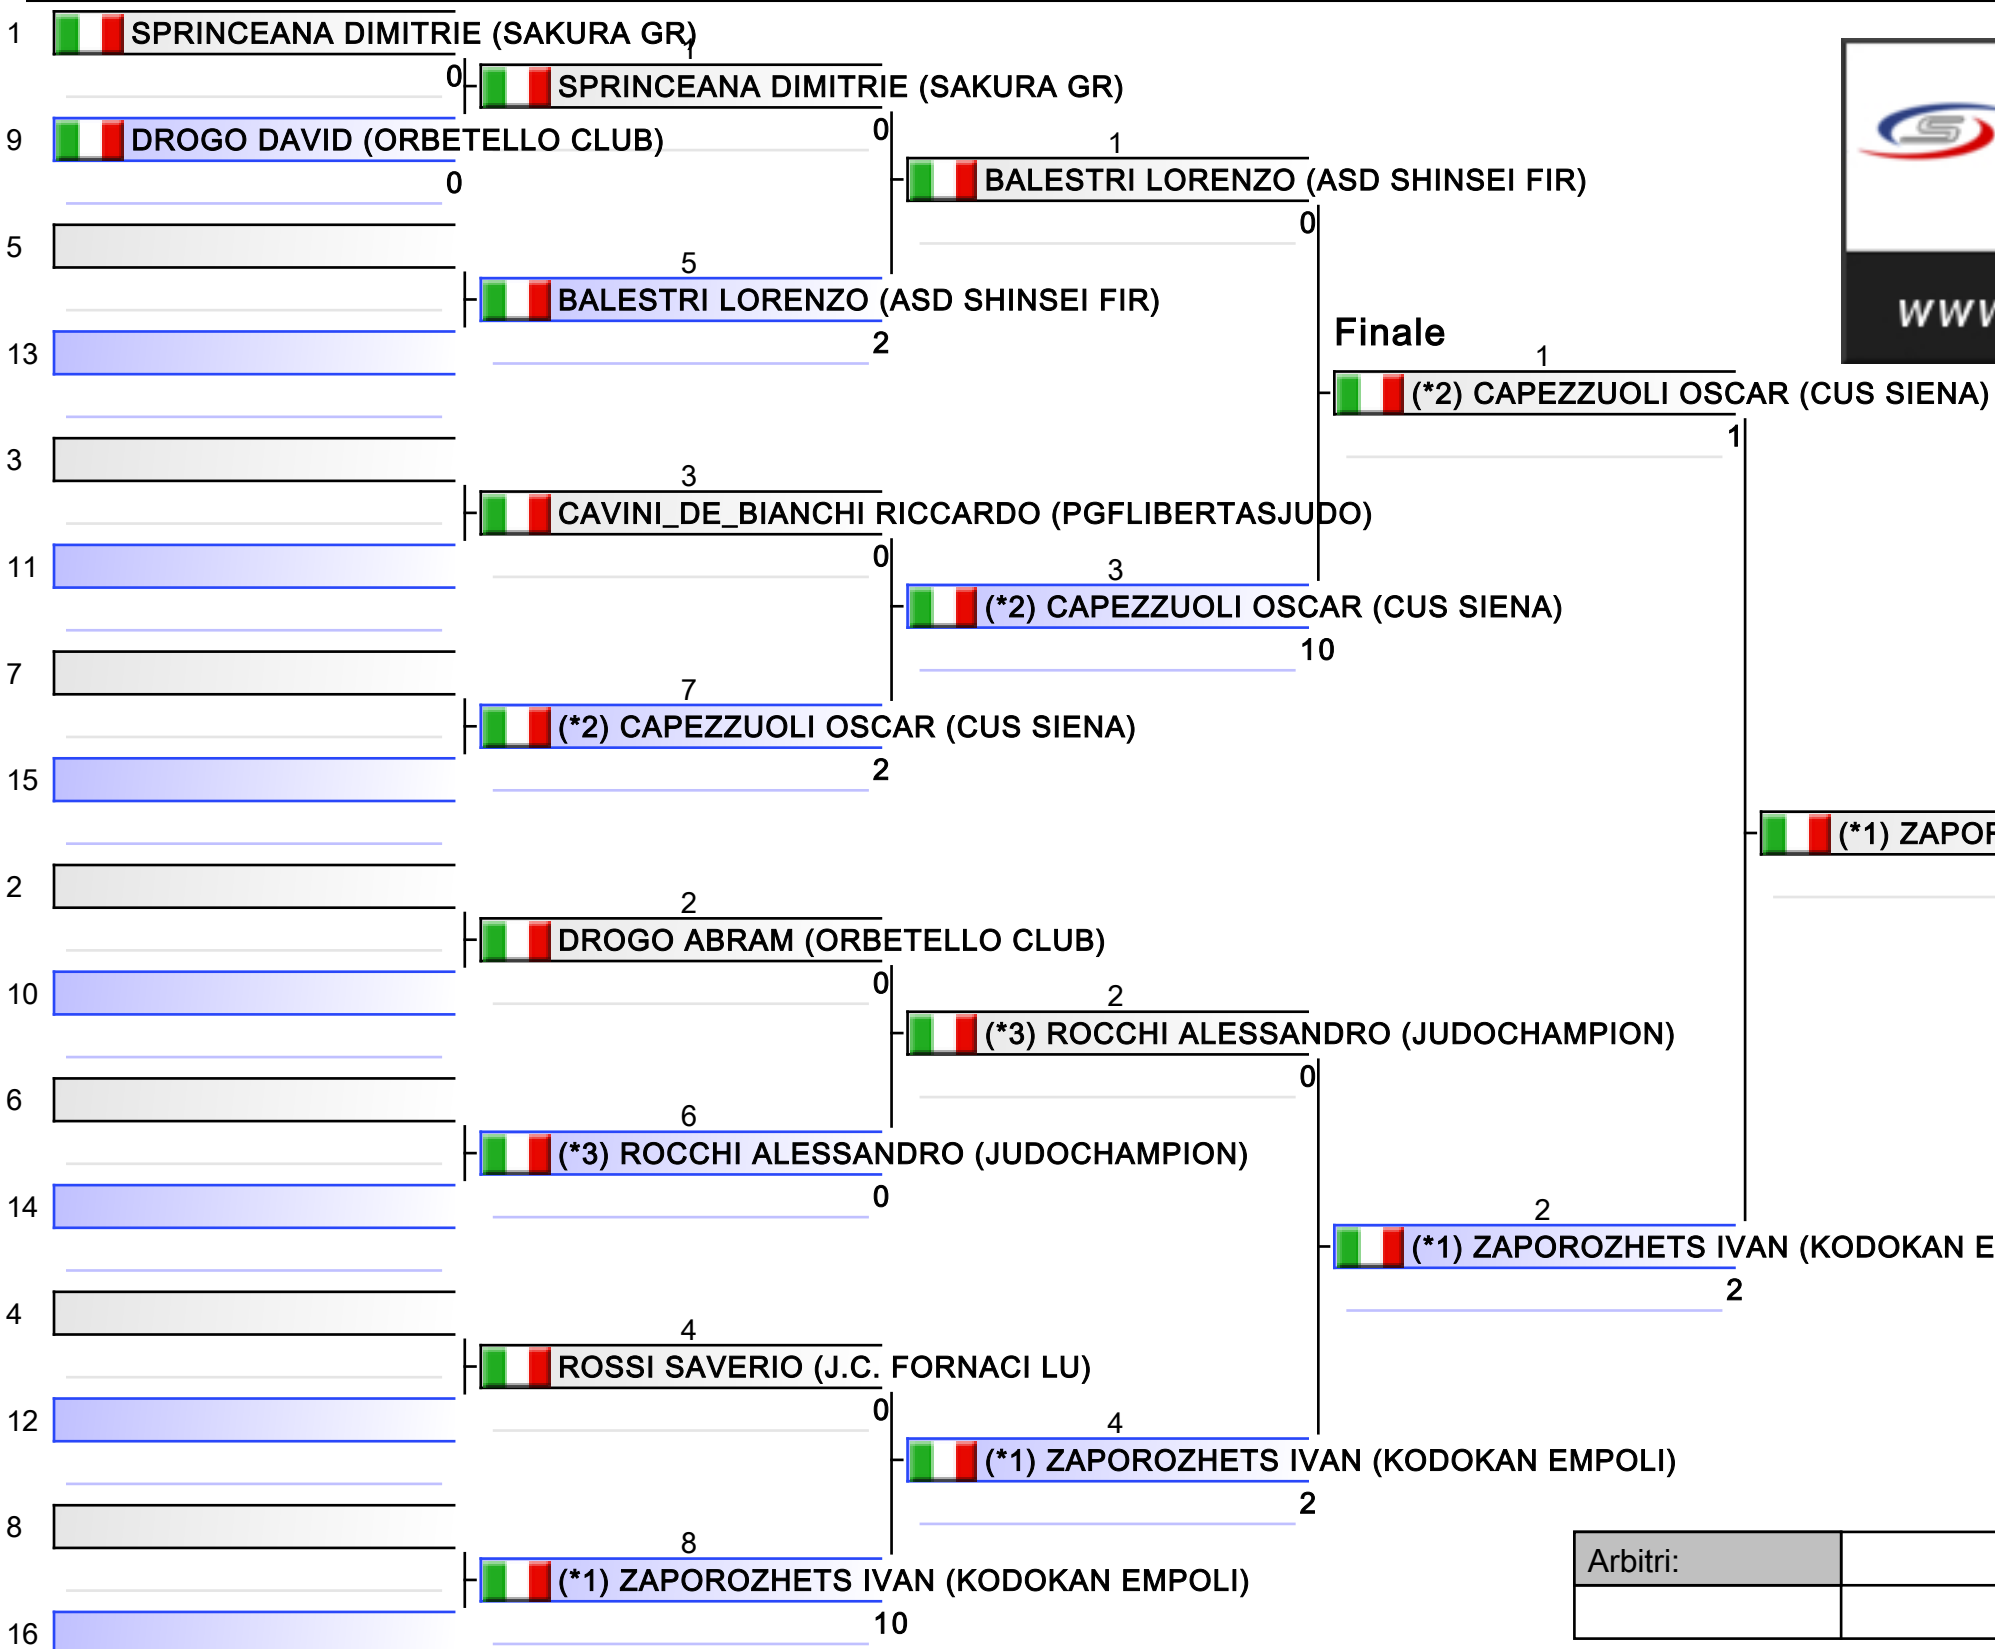 1 SPRINCEANA DIMITRIE (SAKURA GR)
0
9 DROGO DAVID (ORBETELLO CLUB)
0
5
13
3
11
7
15
2
10
6
14
4
12
8
16
1
SPRINCEANA DIMITRIE (SAKURA GR)
0
5
BALESTRI LORENZO (ASD SHINSEI FIR)
2
3
CAVINI_DE_BIANCHI RICCARDO (PGFLIBERTASJUDO)
0
7
(*2) CAPEZZUOLI OSCAR (CUS SIENA)
2
2
DROGO ABRAM (ORBETELLO CLUB)
0
6
(*3) ROCCHI ALESSANDRO (JUDOCHAMPION)
0
4
ROSSI SAVERIO (J.C. FORNACI LU)
0
8
(*1) ZAPOROZHETS IVAN (KODOKAN EMPOLI)
10
1
BALESTRI LORENZO (ASD SHINSEI FIR)
0
3
(*2) CAPEZZUOLI OSCAR (CUS SIENA)
10
2
(*3) ROCCHI ALESSANDRO (JUDOCHAMPION)
0
4
(*1) ZAPOROZHETS IVAN (KODOKAN EMPOLI)
2
Finale
1
(*2) CAPEZZUOLI OSCAR (CUS SIENA)
1
2
(*1) ZAPOROZHETS IVAN (KODOKAN E
2
(*1) ZAPOR
S
www
Arbitri: